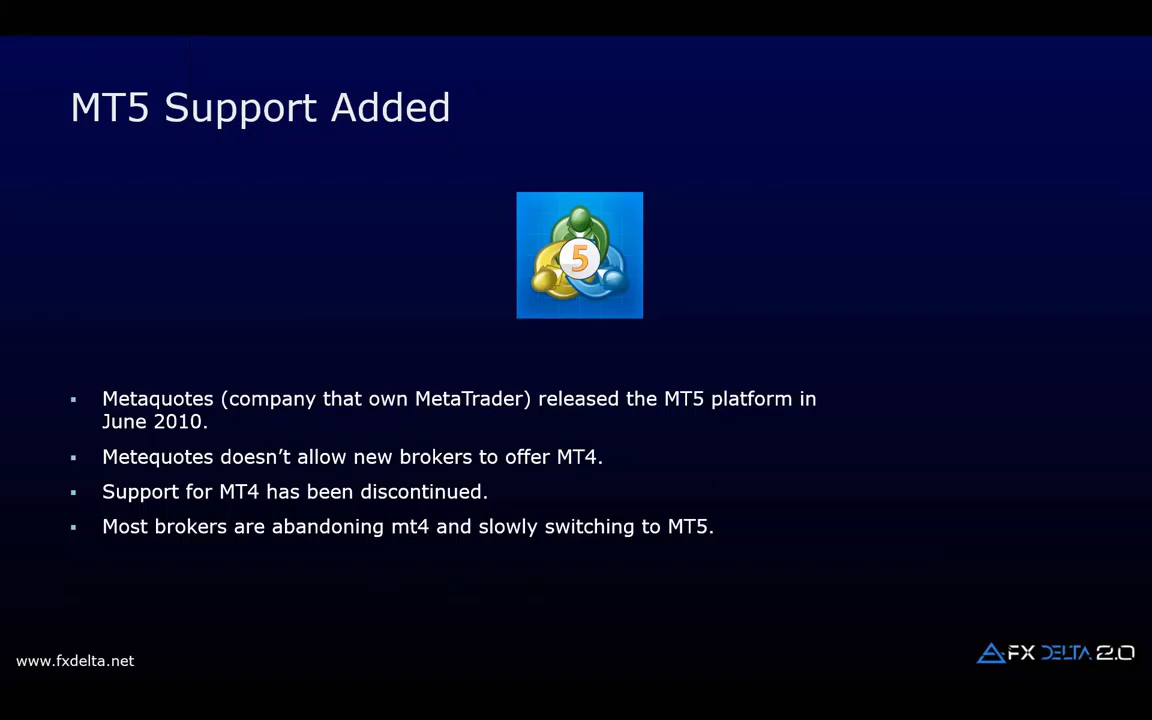 MT5 Support Added
5
▪ Metaquotes (company that own MetaTrader) released the MT5 platform in
June 2010.
▪ Metequotes doesn’t allow new brokers to offer MT4.
▪ Support for MT4 has been discontinued.
▪ Most brokers are abandoning mt4 and slowly switching to MT5.
www.fxdelta.net
FX DELTA 2.0